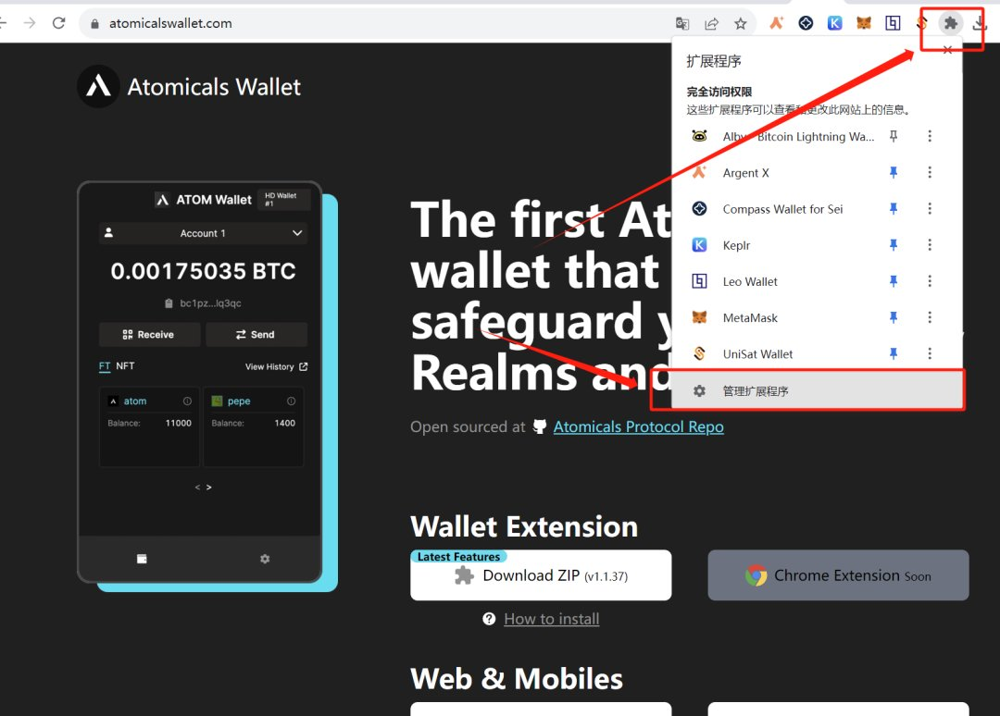 atomicalswallet.com
Atomicals Wallet
ATOM Wallet
HD Wallet
#1
Account 1
0.00175035 BTC
bc1pz...lq3qc
Receive
Send
FT NFT
View History
atom
Balance: 11000
pepe
Balance: 1400
< >
The first At
wallet that
safeguard y
Realms and
Open sourced at Atomicals Protocol Repo
Wallet Extension
Latest Features
Download ZIP (v1.1.37)
Chrome Extension Soon
How to install
Web & Mobiles
扩展程序
完全访问权限
这些扩展程序可以查看和更改此网站上的信息。
Alby - Bitcoin Lightning Wa...
Argent X
Compass Wallet for Sei
Keplr
Leo Wallet
MetaMask
UniSat Wallet
管理扩展程序